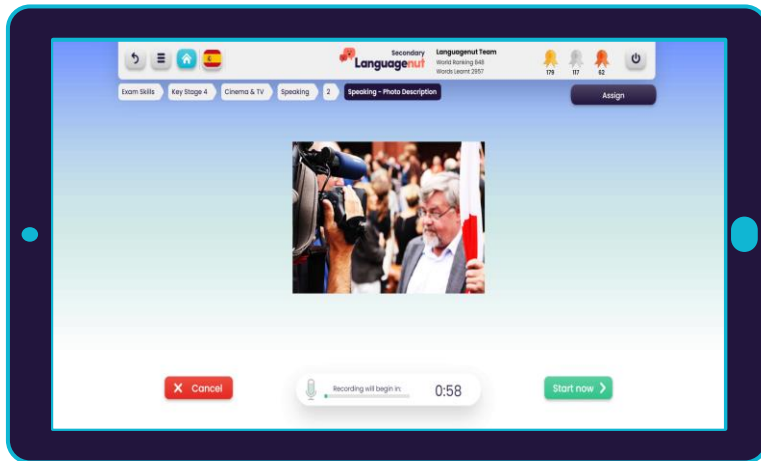 Secondary
Languagenut
Languagenut Team
World Ranking 648
Words Learnt 2957
179
117
62
Exam Skills
Key Stage 4
Cinema & TV
Speaking
2
Speaking - Photo Description
Assign
X Cancel
Recording will begin in:
0:58
Start now